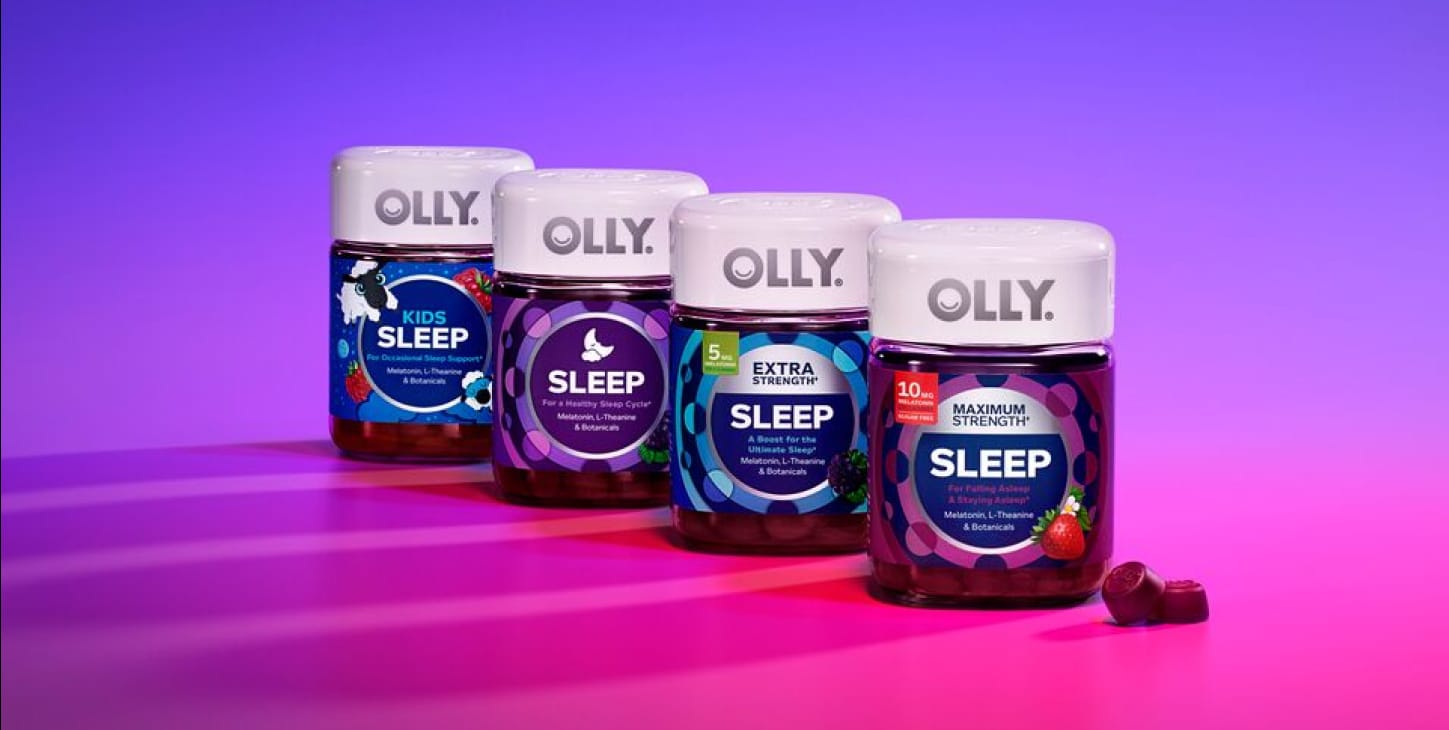 OLLY.
KIDS
SLEEP
For Occasional Sleep Support*
Melatonin, L-Theanine
& Botanicals
OLLY.
SLEEP
For a Healthy Sleep Cycle*
Melatonin, L-Theanine
& Botanicals
OLLY.®
5 MG
MELATONIN
EXTRA
STRENGTH‡
SLEEP
A Boost for the
Ultimate Sleep*
Melatonin, L-Theanine
& Botanicals
OLLY.®
10 MG
MELATONIN
SUGAR FREE
MAXIMUM
STRENGTH‡
SLEEP
For Falling Asleep
& Staying Asleep*
Melatonin, L-Theanine
& Botanicals